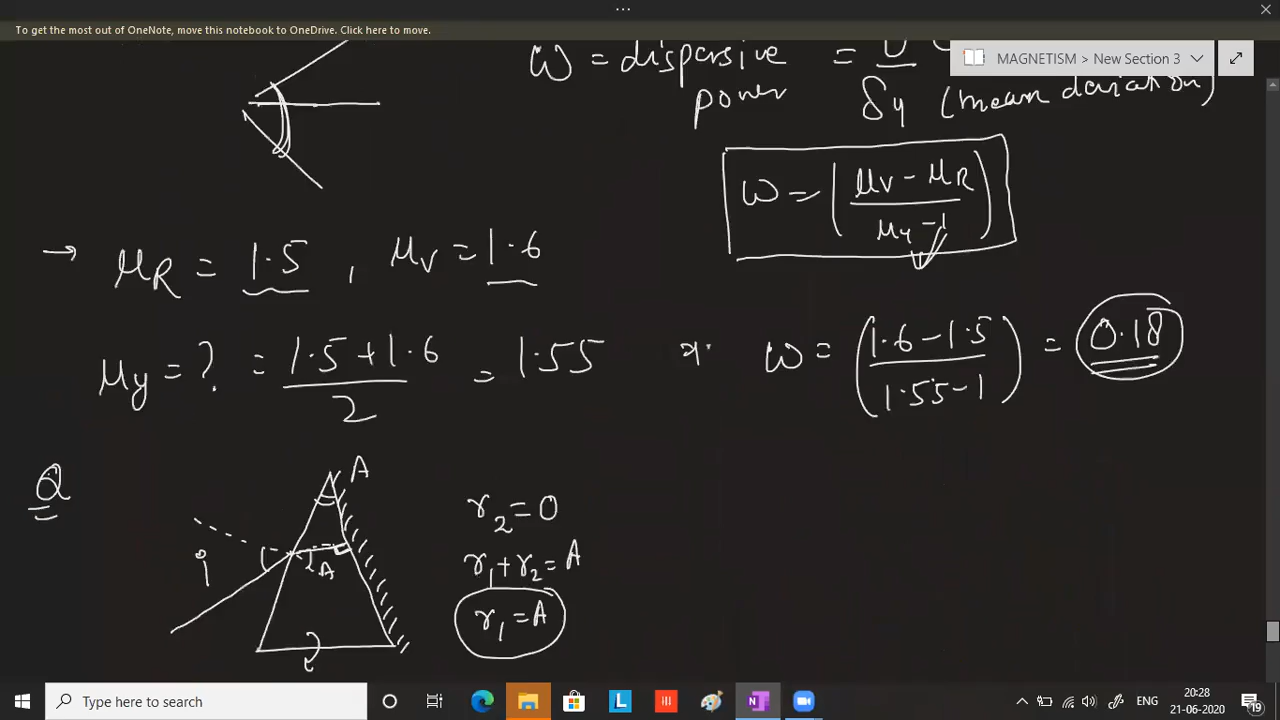 To get the most out of OneNote, move this notebook to OneDrive. Click here to move.
MAGNETISM > New Section 3
ω = dispersive power = / δy (mean deviation)
ω = (μV - μR / μy - 1)
→ μR = 1.5 , μV = 1.6
μy = ? = 1.5 + 1.6 / 2 = 1.55
ω = (1.6 - 1.5 / 1.55 - 1) = 0.18
Q
A
i
A
r2 = 0
r1 + r2 = A
r1 = A
Type here to search
L
ENG
20:28
21-06-2020
19